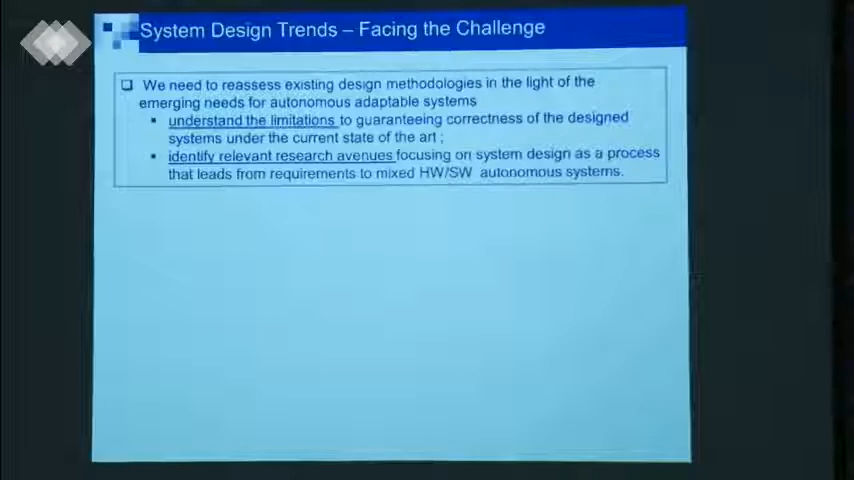 System Design Trends – Facing the Challenge
❑ We need to reassess existing design methodologies in the light of the
emerging needs for autonomous adaptable systems
▪ understand the limitations to guaranteeing correctness of the designed
systems under the current state of the art ;
▪ identify relevant research avenues focusing on system design as a process
that leads from requirements to mixed HW/SW autonomous systems.